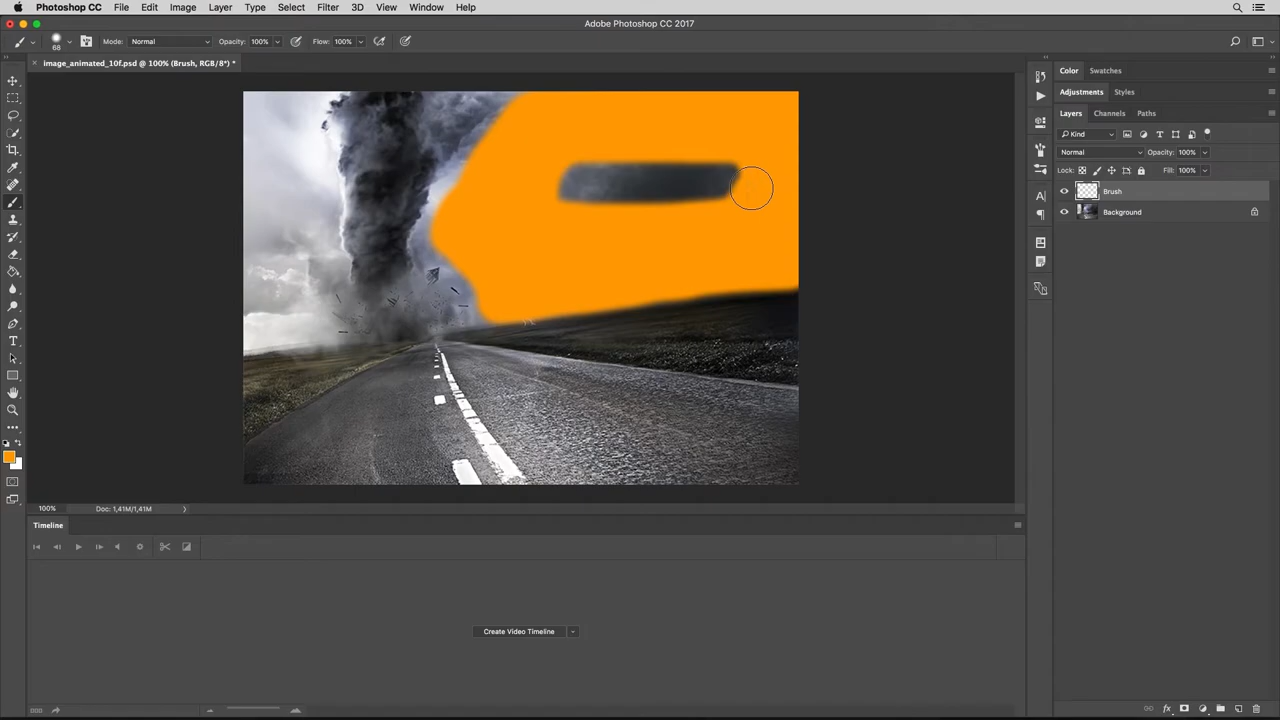 Photoshop CC File Edit Image Layer Type Select Filter 3D View Window Help
Adobe Photoshop CC 2017
68 Mode: Normal Opacity: 100% Flow: 100%
image_animated_10f.psd @ 100% (Brush, RGB/8*) *
Color Swatches
Adjustments Styles
Layers Channels Paths
Kind
Normal Opacity: 100%
Lock: Fill: 100%
Brush
Background
100% Doc: 1,41M/1,41M
Timeline
Create Video Timeline